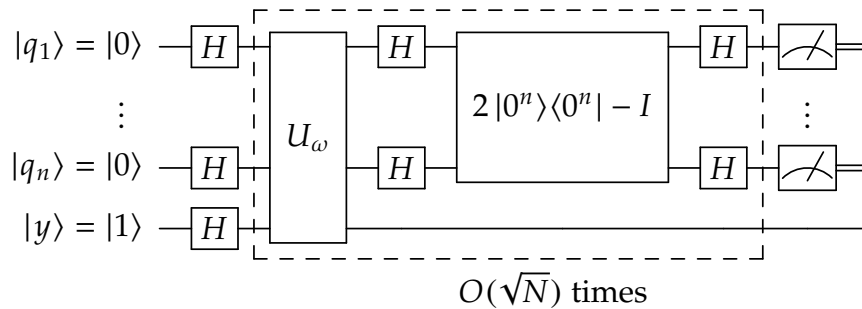 |q₁⟩ = |0⟩ H H H
⋮ U_ω 2 |0ⁿ⟩⟨0ⁿ| − I ⋮
|qₙ⟩ = |0⟩ H H H
|y⟩ = |1⟩ H
O(√N) times